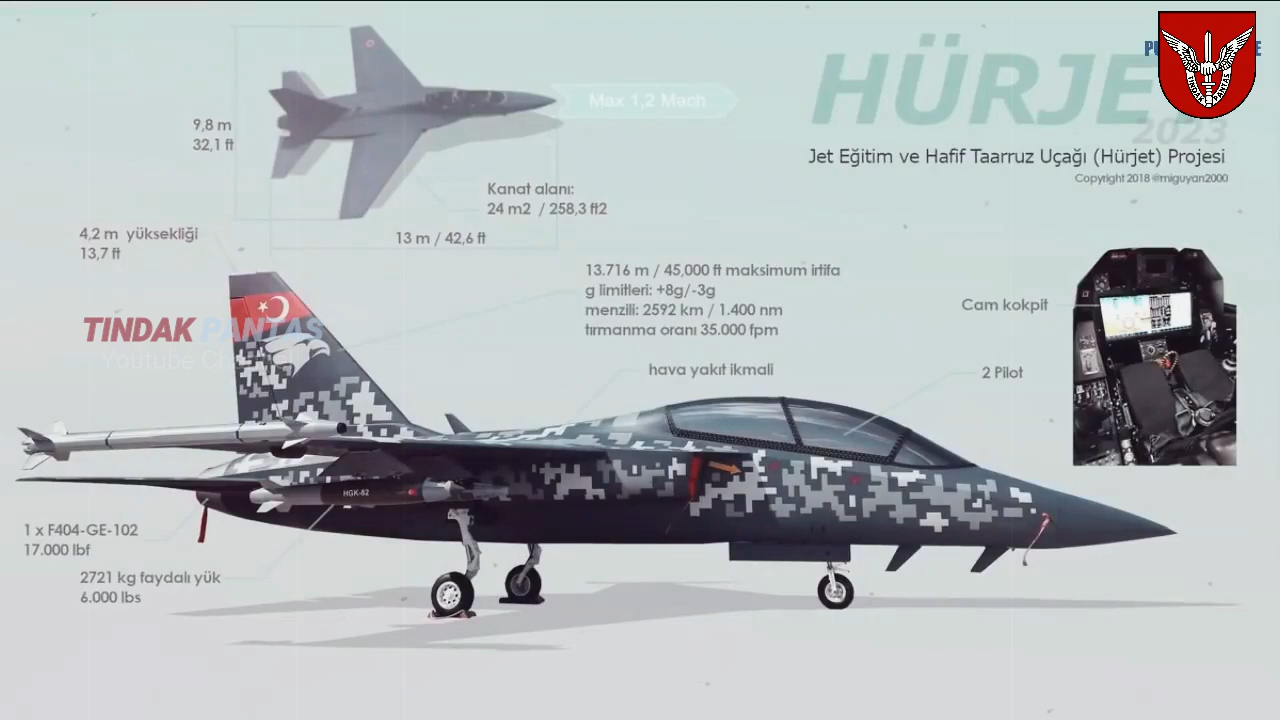 HÜRJE
2023
Jet Eğitim ve Hafif Taarruz Uçağı (Hürjet) Projesi
Copyright 2018 @miguyan2000
TINDAK PANTAS
Max 1,2 Mach
9,8 m
32,1 ft
Kanat alanı:
24 m2 / 258,3 ft2
13 m / 42,6 ft
4,2 m yüksekliği
13,7 ft
13.716 m / 45,000 ft maksimum irtifa
g limitleri: +8g/-3g
menzili: 2592 km / 1.400 nm
tırmanma oranı 35.000 fpm
Cam kokpit
TINDAK PANTAS
Youtube Ch
hava yakıt ikmali
2 Pilot
HGK-82
1 x F404-GE-102
17.000 lbf
2721 kg faydalı yük
6.000 lbs